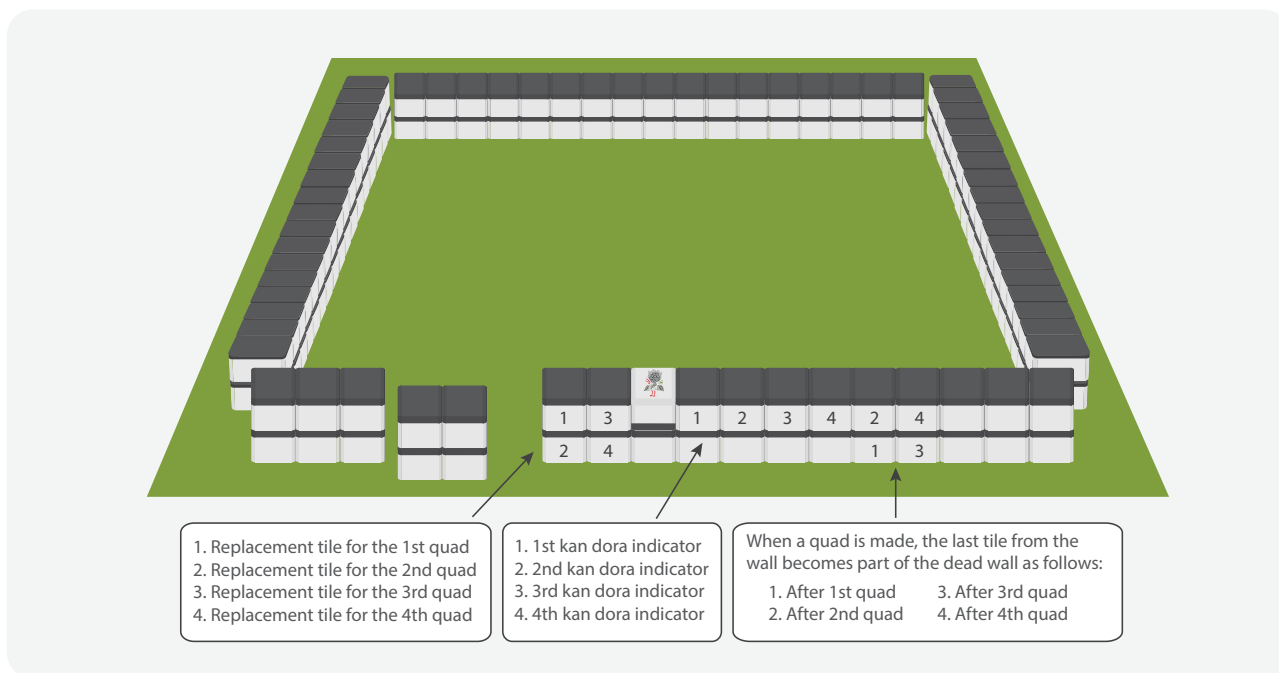 1 3 1 2 3 4 2 4
2 4 1 3
1. Replacement tile for the 1st quad
2. Replacement tile for the 2nd quad
3. Replacement tile for the 3rd quad
4. Replacement tile for the 4th quad
1. 1st kan dora indicator
2. 2nd kan dora indicator
3. 3rd kan dora indicator
4. 4th kan dora indicator
When a quad is made, the last tile from the
wall becomes part of the dead wall as follows:
1. After 1st quad 3. After 3rd quad
2. After 2nd quad 4. After 4th quad